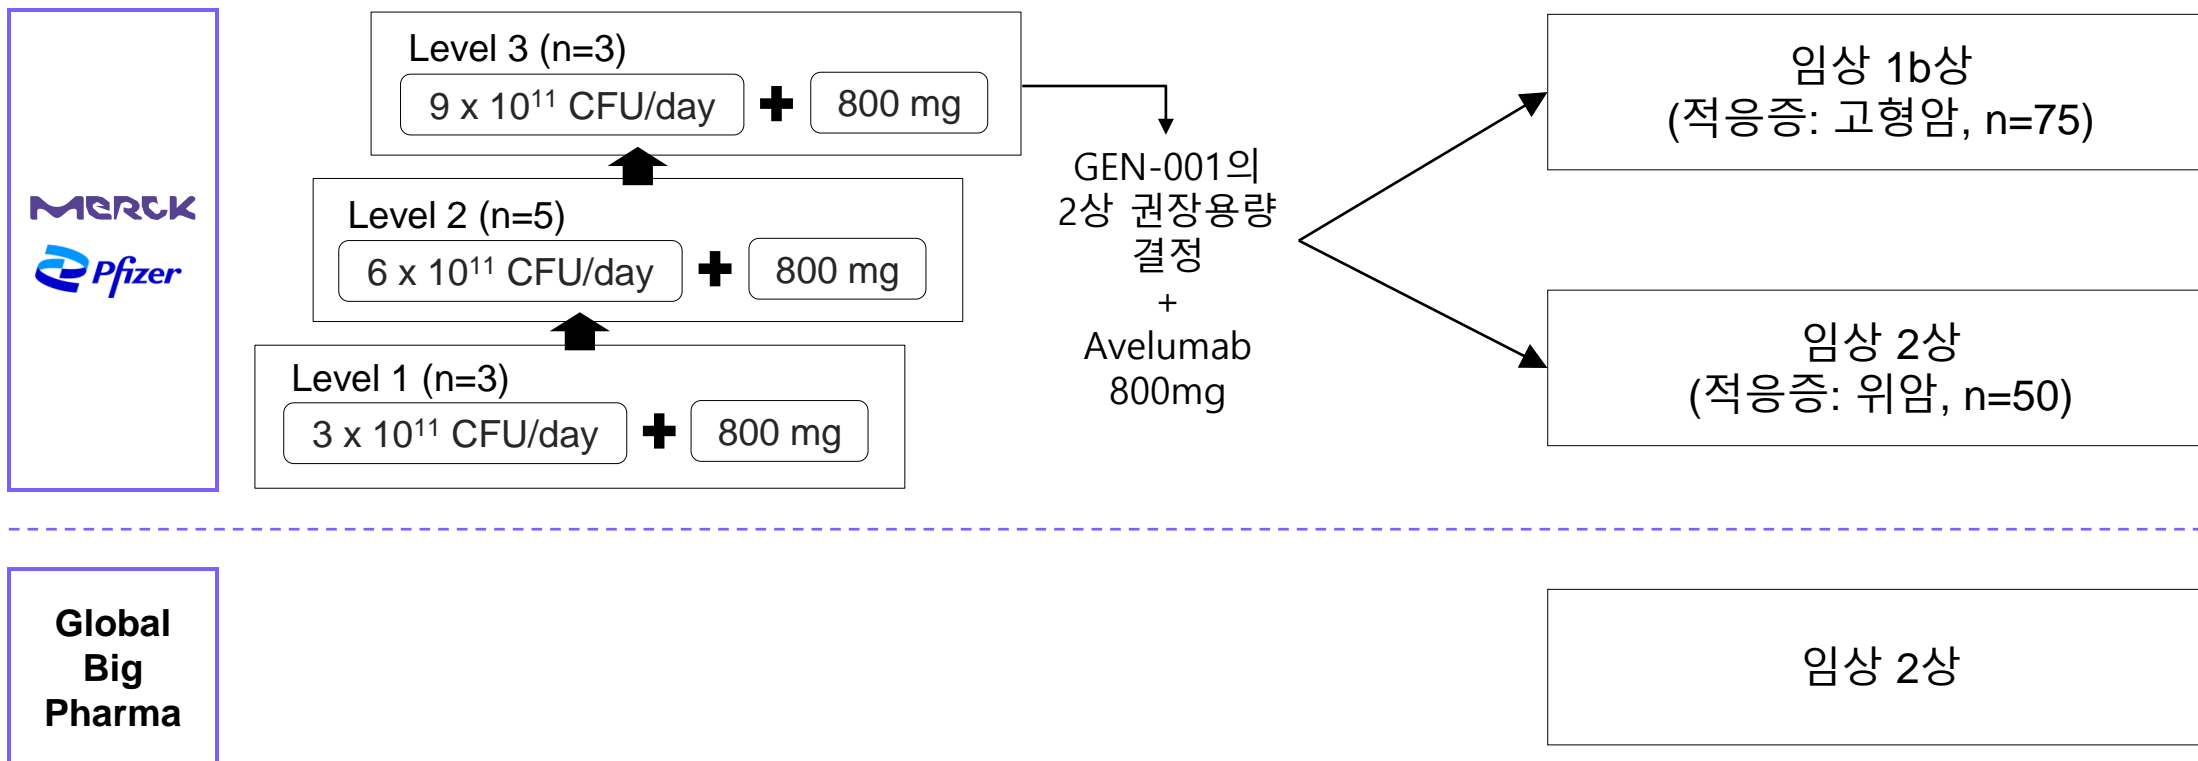 MERCK
Pfizer
Level 3 (n=3)
9 x 10¹¹ CFU/day + 800 mg
Level 2 (n=5)
6 x 10¹¹ CFU/day + 800 mg
Level 1 (n=3)
3 x 10¹¹ CFU/day + 800 mg
GEN-001의
2상 권장용량
결정
+
Avelumab
800mg
임상 1b상
(적응증: 고형암, n=75)
임상 2상
(적응증: 위암, n=50)
Global
Big
Pharma
임상 2상